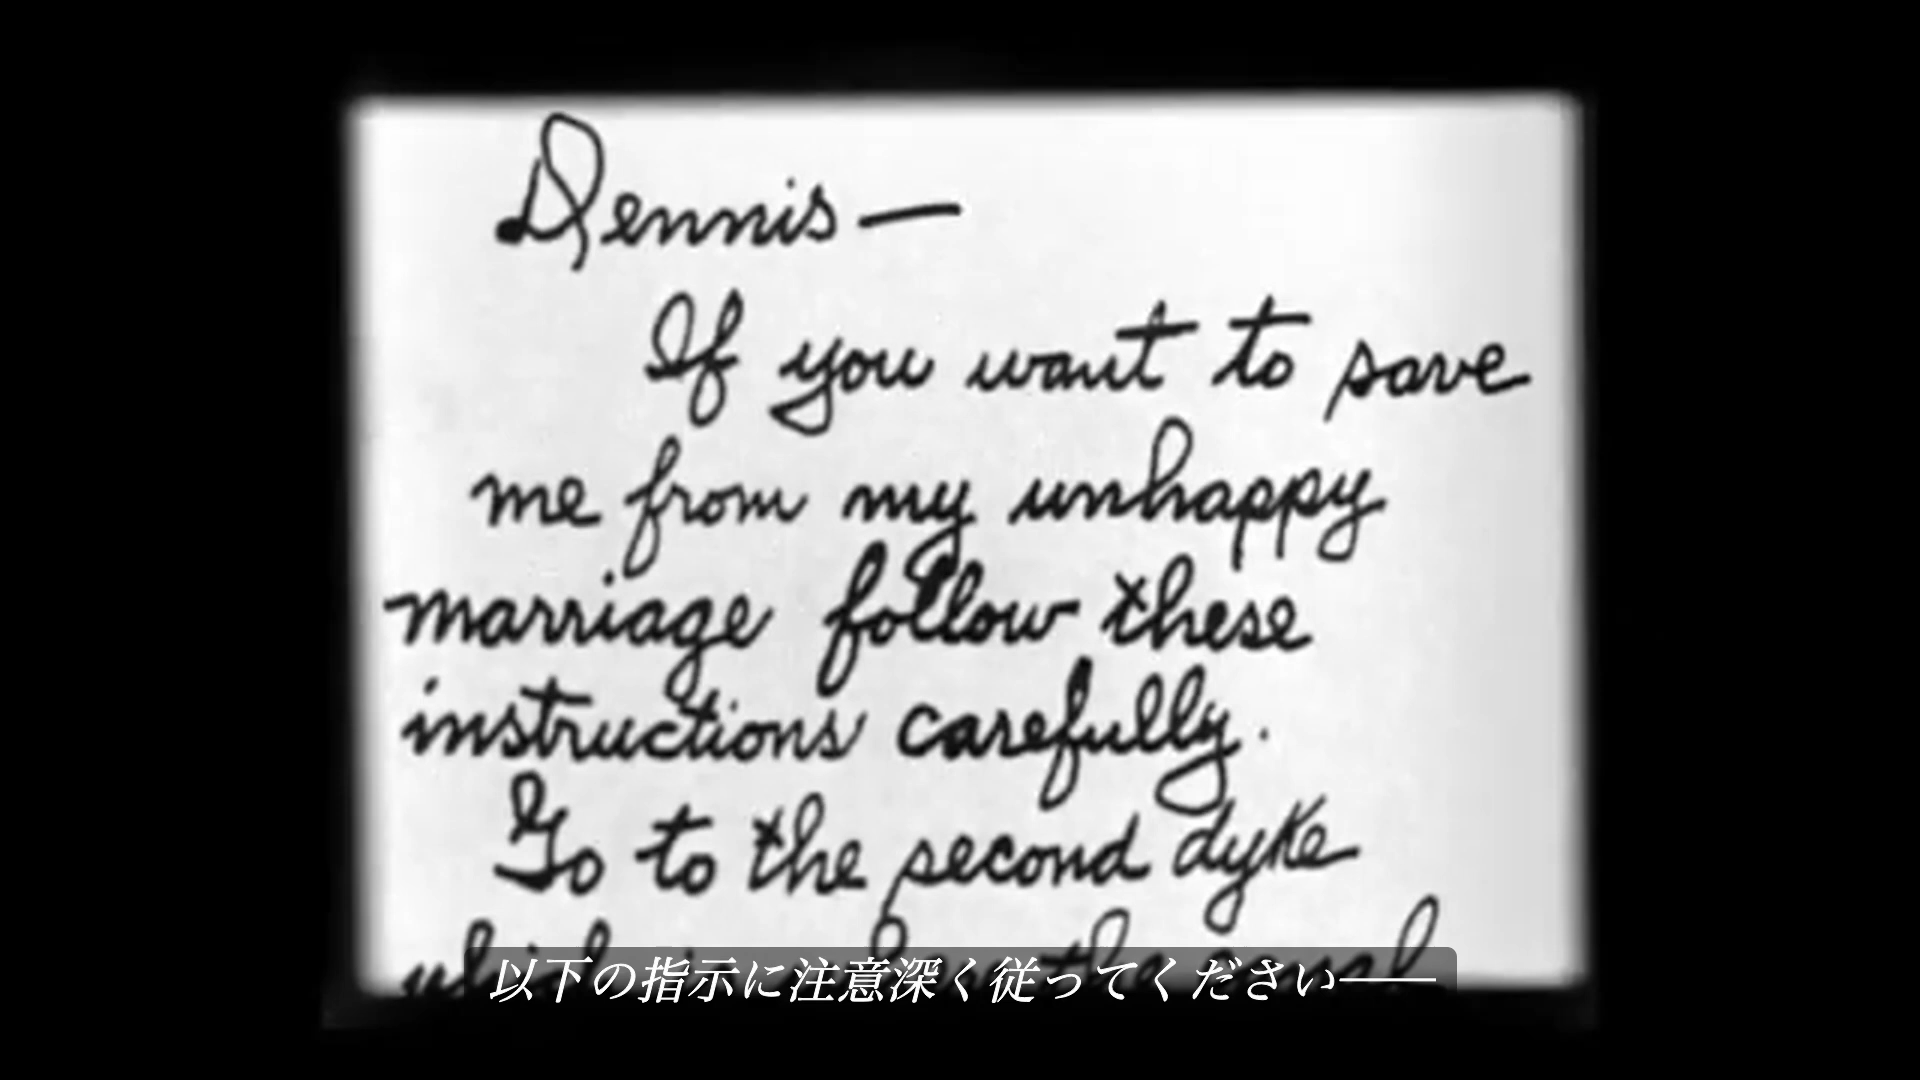 Dennis—
If you want to save
me from my unhappy
marriage follow these
instructions carefully.
Go to the second dyke
以下の指示に注意深く従ってください――